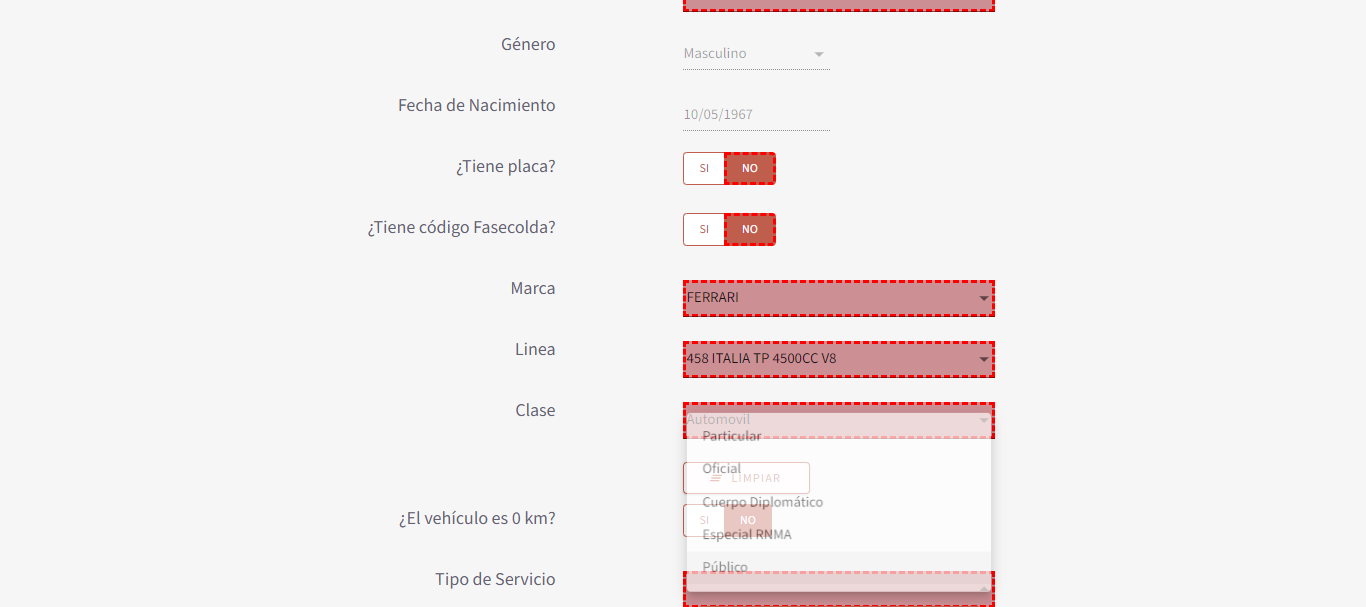 Género
Masculino
Fecha de Nacimiento
10/05/1967
¿Tiene placa?
SI NO
¿Tiene código Fasecolda?
SI NO
Marca
FERRARI
Linea
458 ITALIA TP 4500CC V8
Clase
Automovil
Particular
Oficial
LIMPIAR
Cuerpo Diplomático
¿El vehículo es 0 km?
SI NO
Especial RNMA
Público
Tipo de Servicio